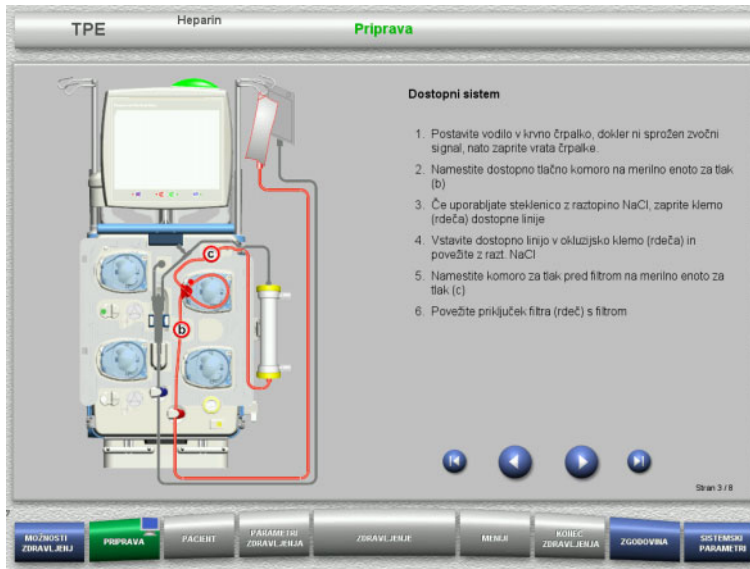 TPE
Heparin
Priprava
Dostopni sistem
1. Postavite vodilo v krvno črpalko, dokler ni sprožen zvočni
signal, nato zaprite vrata črpalke.
2. Namestite dostopno tlačno komoro na merilno enoto za tlak
(b)
3. Če uporabljate steklenico z raztopino NaCl, zaprite klemo
(rdeča) dostopne linije
4. Vstavite dostopno linijo v okluzijsko klemo (rdeča) in
povežite z razt. NaCl
5. Namestite komoro za tlak pred filtrom na merilno enoto za
tlak (c)
6. Povežite priključek filtra (rdeč) s filtrom
c
b
Stran 3 / 8
MOŽNOSTI
ZDRAVLJENJ
PRIPRAVA
PACIENT
PARAMETRI
ZDRAVLJENJA
ZDRAVLJENJE
MENIJI
KONEC
ZDRAVLJENJA
ZGODOVINA
SISTEMSKI
PARAMETRI